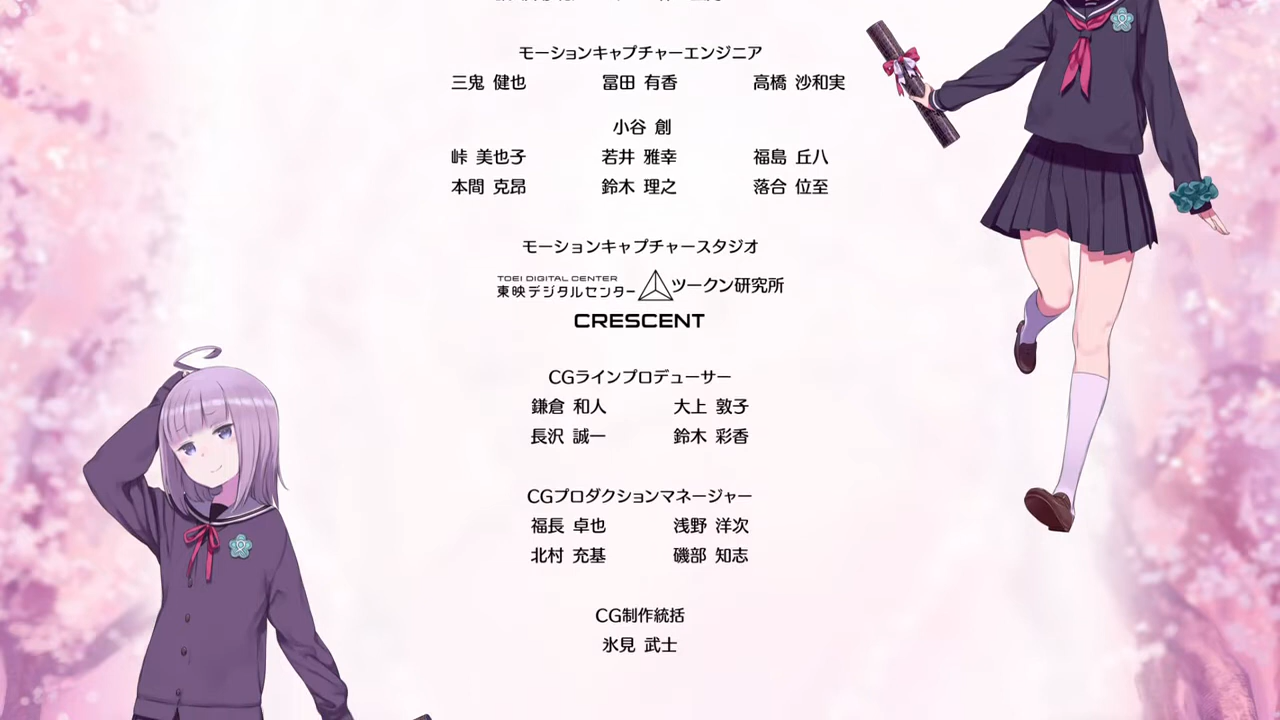 モーションキャプチャーエンジニア
三鬼 健也 冨田 有香 高橋 沙和実
小谷 創
峠 美也子 若井 雅幸 福島 丘八
本間 克昂 鈴木 理之 落合 位至
モーションキャプチャースタジオ
TOEI DIGITAL CENTER
東映デジタルセンター ツークン研究所
CRESCENT
CGラインプロデューサー
鎌倉 和人 大上 敦子
長沢 誠一 鈴木 彩香
CGプロダクションマネージャー
福長 卓也 浅野 洋次
北村 充基 磯部 知志
CG制作統括
氷見 武士